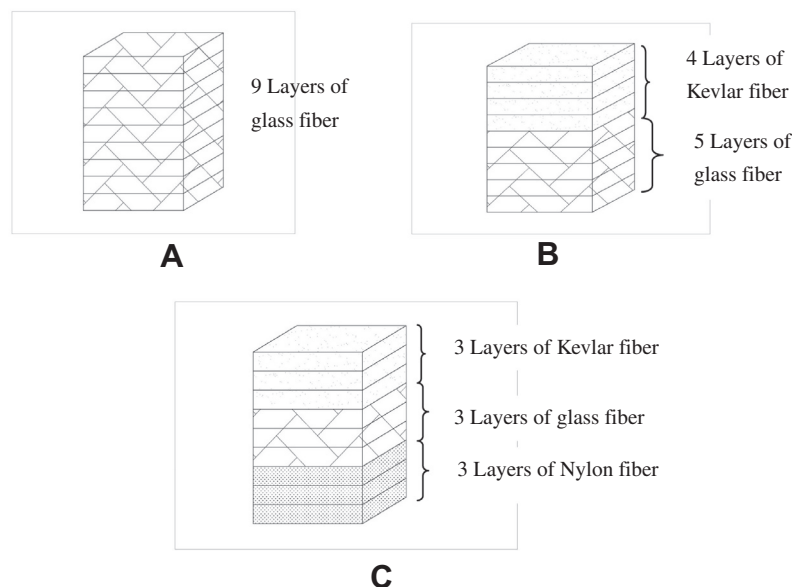 9 Layers of
glass fiber
A
4 Layers of
Kevlar fiber
5 Layers of
glass fiber
B
3 Layers of Kevlar fiber
3 Layers of glass fiber
3 Layers of Nylon fiber
C